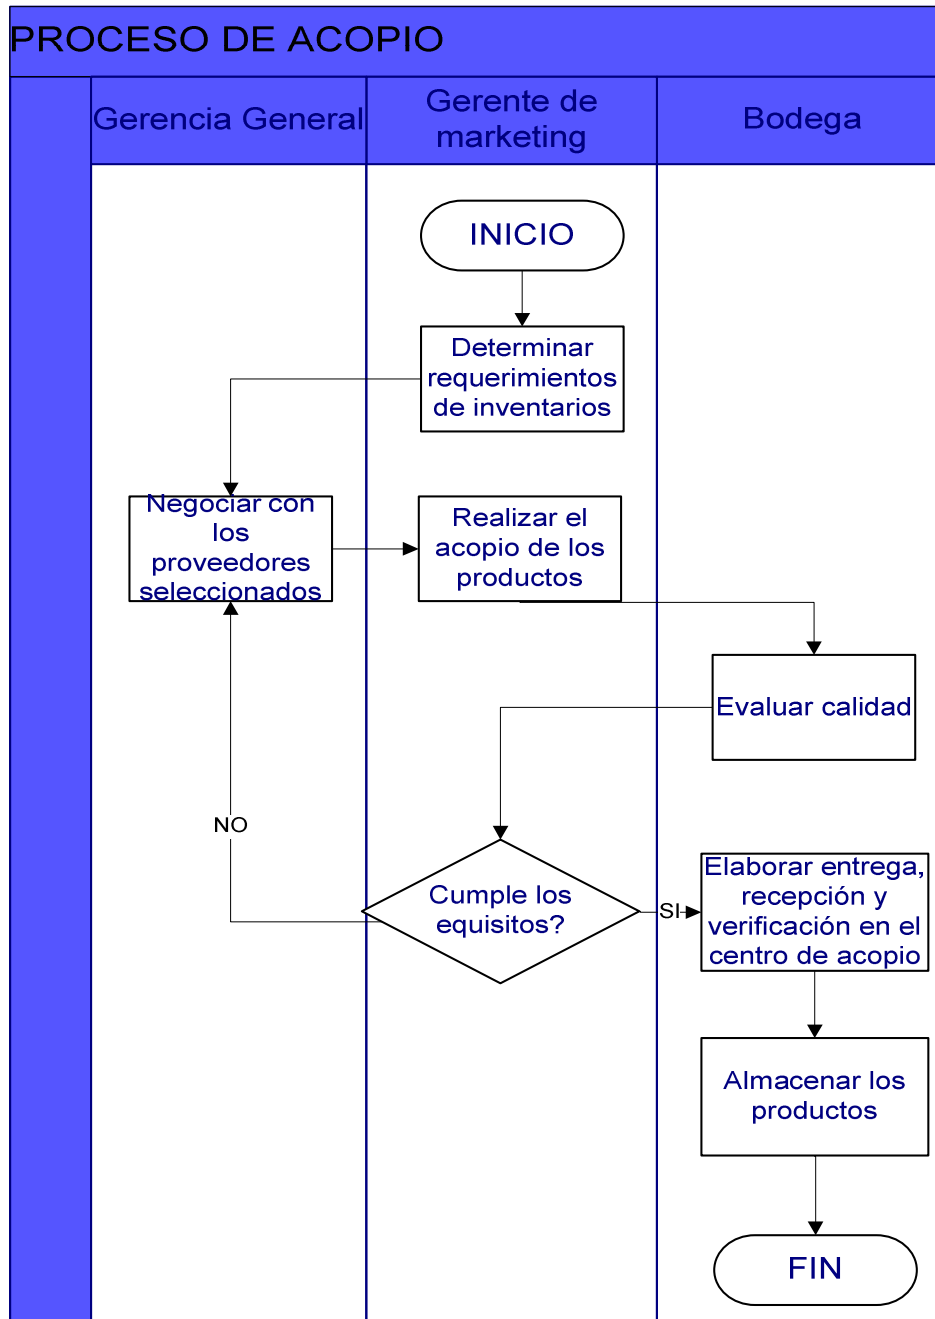 PROCESO DE ACOPIO
Gerencia General
Gerente de
marketing
Bodega
INICIO
Determinar
requerimientos
de inventarios
Negociar con
los
proveedores
seleccionados
Realizar el
acopio de los
productos
Evaluar calidad
NO
Cumple los
equisitos?
SI
Elaborar entrega,
recepción y
verificación en el
centro de acopio
Almacenar los
productos
FIN